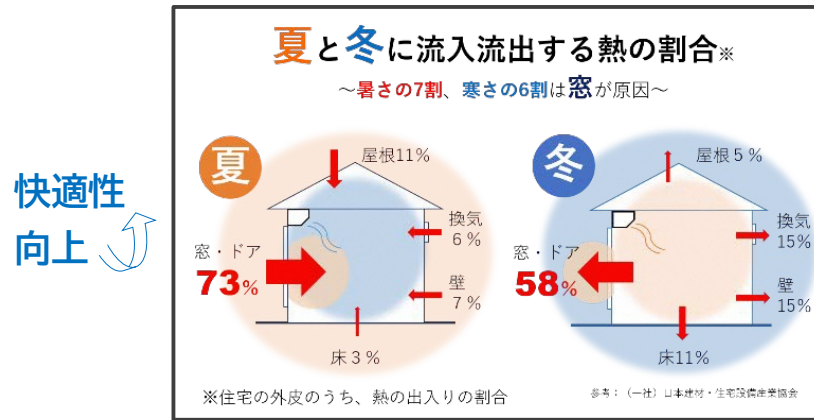 快適性
向上
夏と冬に流入流出する熱の割合※
～暑さの7割、寒さの6割は窓が原因～
夏
屋根11%
換気
6%
窓・ドア
73%
壁
7%
床3%
冬
屋根5%
換気
15%
窓・ドア
58%
壁
15%
床11%
※住宅の外皮のうち、熱の出入りの割合
参考：（一社）日本建材・住宅設備産業協会